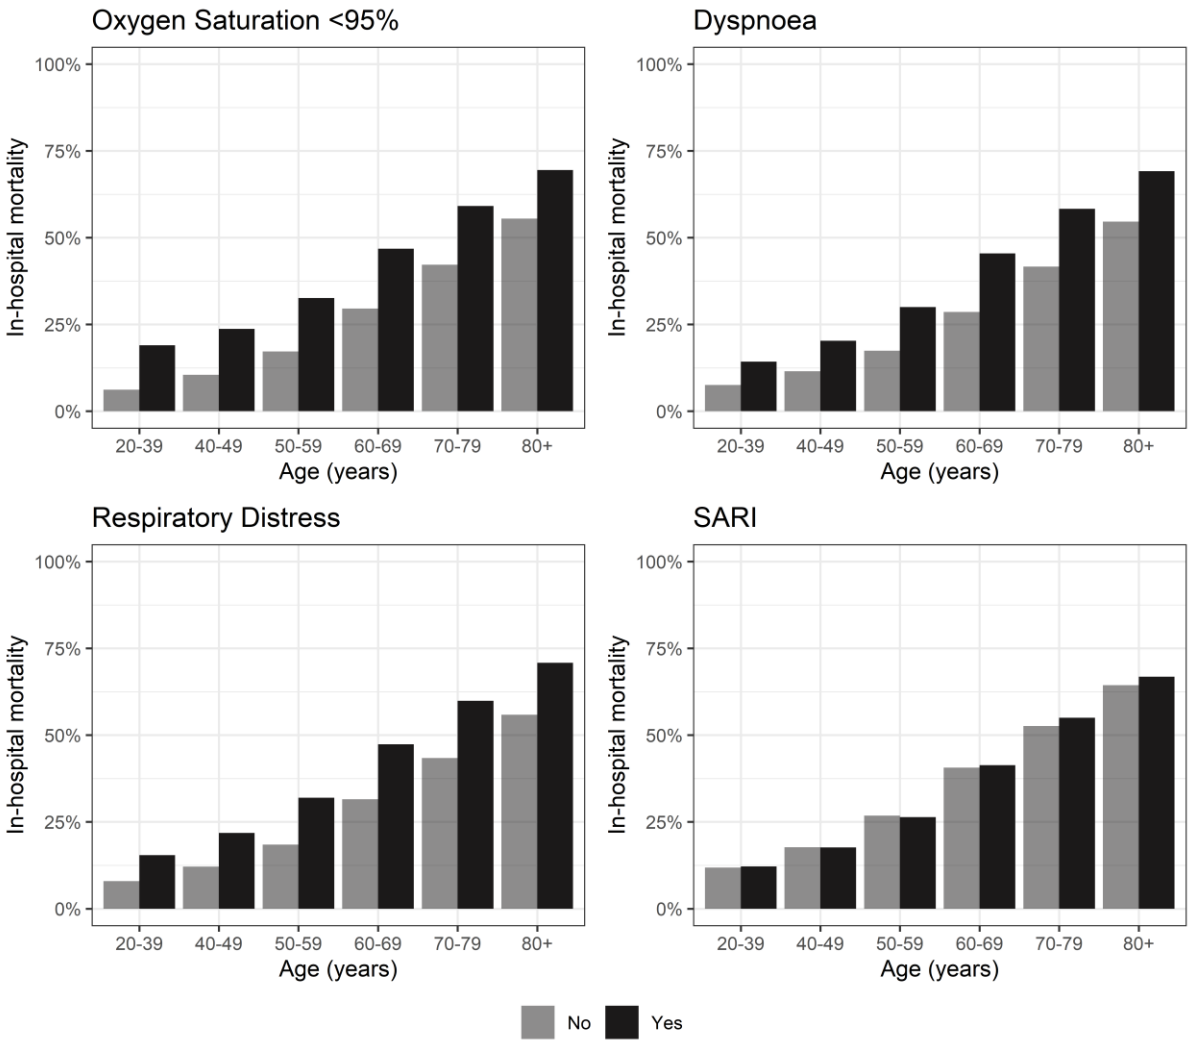 Oxygen Saturation <95%
In-hospital mortality
100%
75%
50%
25%
0%
20-39 40-49 50-59 60-69 70-79 80+
Age (years)
Dyspnoea
In-hospital mortality
100%
75%
50%
25%
0%
20-39 40-49 50-59 60-69 70-79 80+
Age (years)
Respiratory Distress
In-hospital mortality
100%
75%
50%
25%
0%
20-39 40-49 50-59 60-69 70-79 80+
Age (years)
SARI
In-hospital mortality
100%
75%
50%
25%
0%
20-39 40-49 50-59 60-69 70-79 80+
Age (years)
No Yes